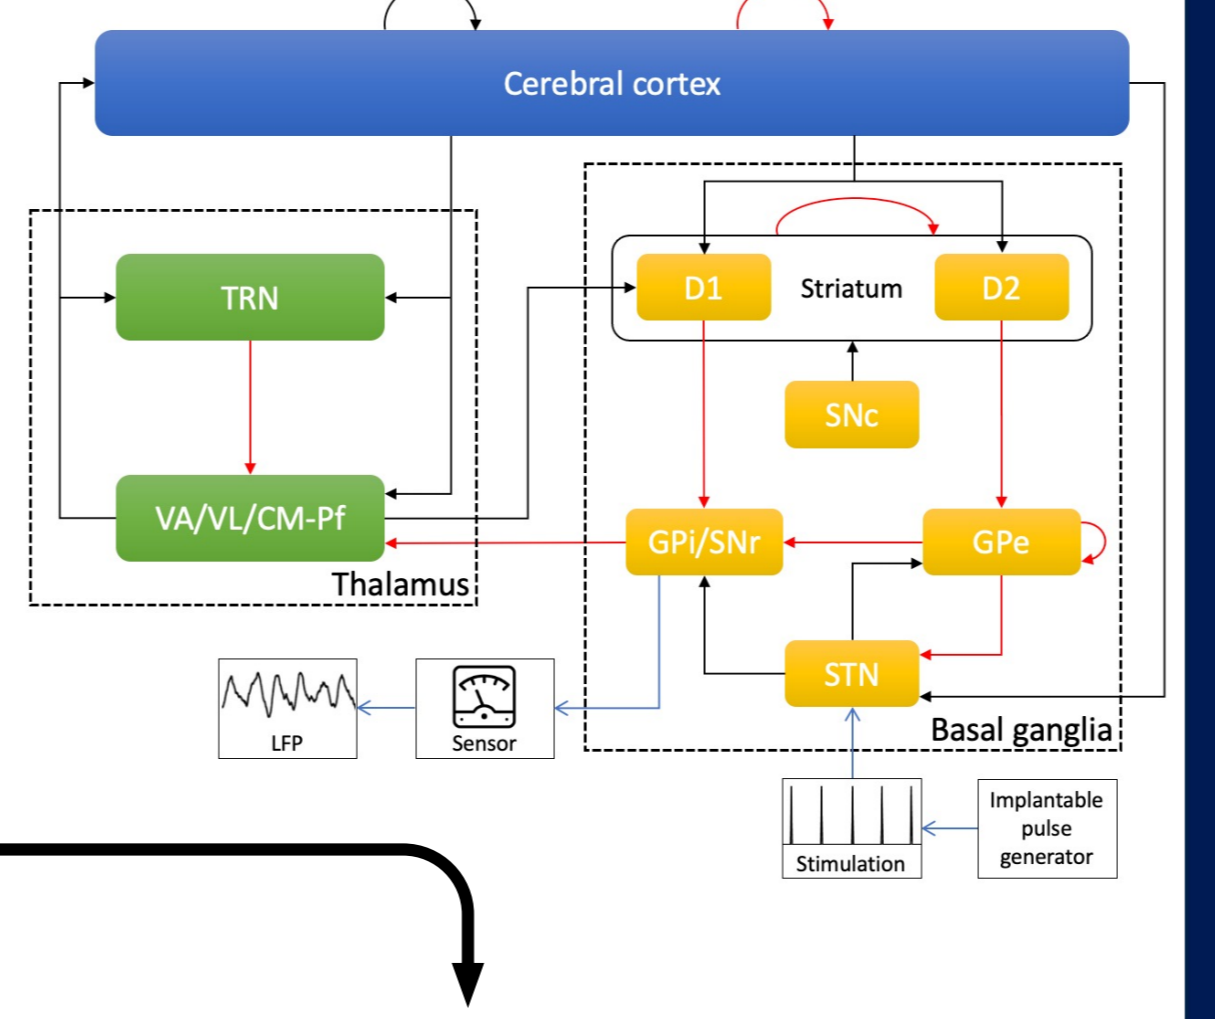 Cerebral cortex
TRN
D1
Striatum
D2
SNc
VA/VL/CM-Pf
GPi/SNr
GPe
Thalamus
STN
LFP
Sensor
Basal ganglia
Implantable
pulse
generator
Stimulation